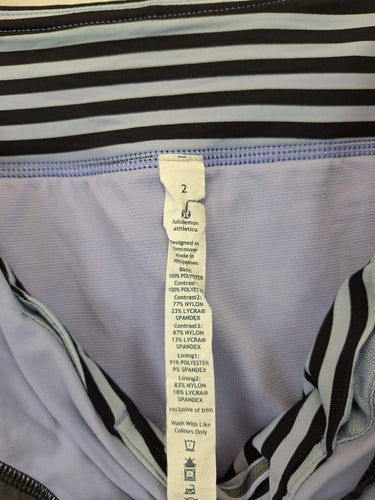 2
lululemon
athletica
Designed in
Vancouver
Made in
Philippines
Body:
100% POLYESTER
Contrast1:
100% POLYESTER
Contrast2:
77% NYLON
23% LYCRA®
SPANDEX
Contrast3:
87% NYLON
13% LYCRA®
SPANDEX
Lining1:
91% POLYESTER
9% SPANDEX
Lining2:
82% NYLON
18% LYCRA®
SPANDEX
exclusive of trim
Wash With Like
Colours Only